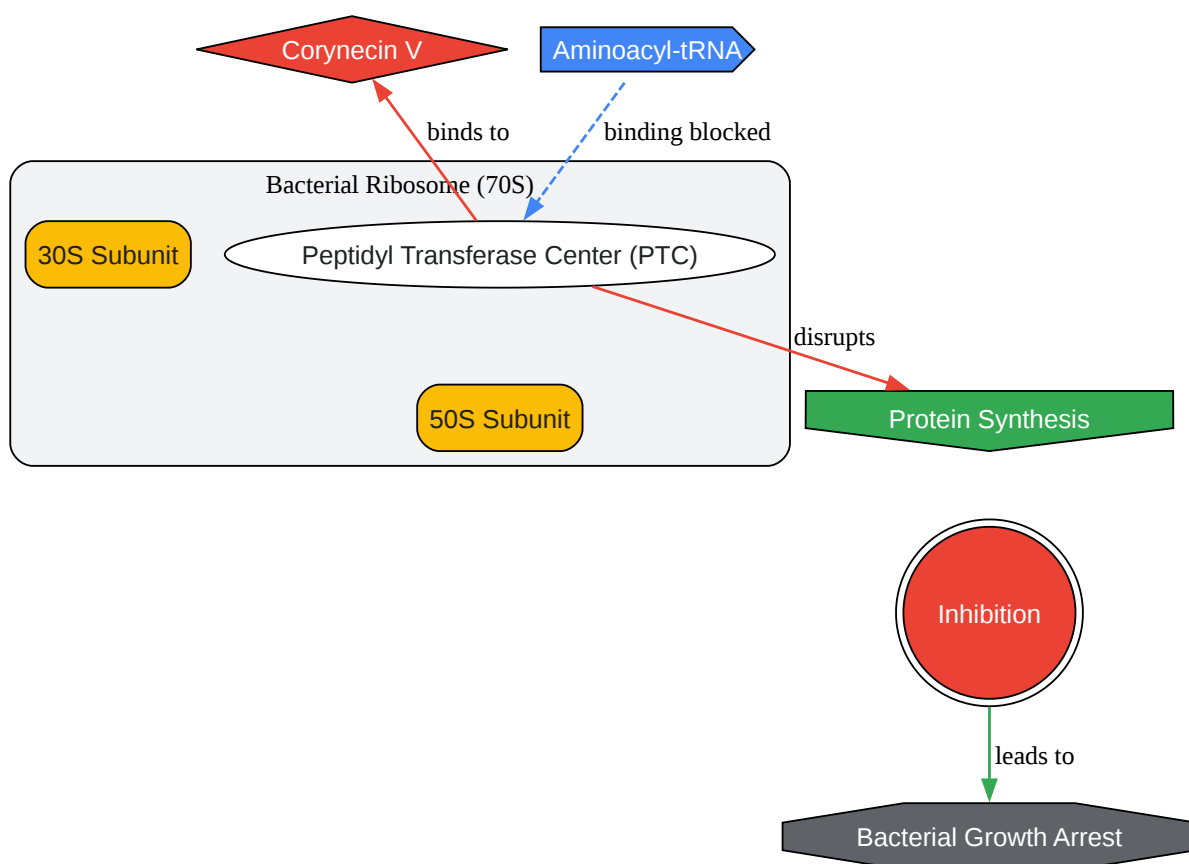 Corynecin V
Aminoacyl-tRNA
binds to
binding blocked
Bacterial Ribosome (70S)
30S Subunit
Peptidyl Transferase Center (PTC)
disrupts
50S Subunit
Protein Synthesis
Inhibition
leads to
Bacterial Growth Arrest